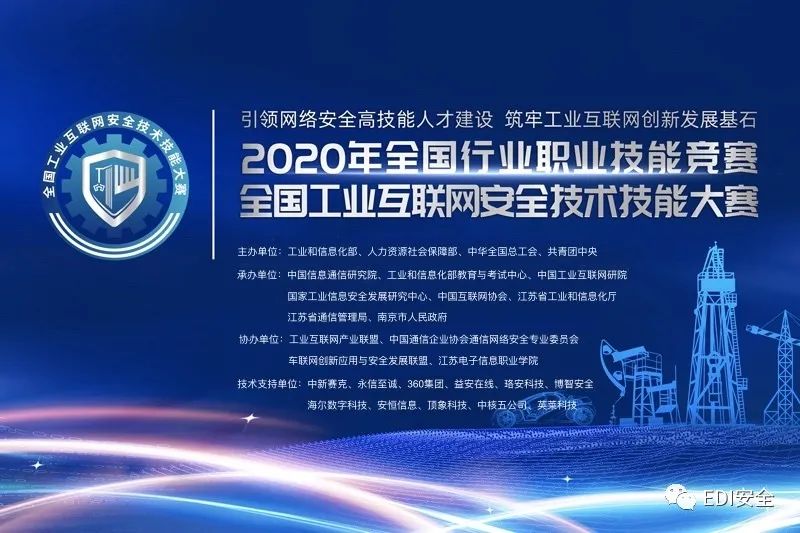 全国工业互联网安全技术技能大赛
引领网络安全高技能人才建设 筑牢工业互联网创新发展基石
2020年全国行业职业技能竞赛
全国工业互联网安全技术技能大赛
主办单位：工业和信息化部、人力资源社会保障部、中华全国总工会、共青团中央
承办单位：中国信息通信研究院、工业和信息化部教育与考试中心、中国工业互联网研究院
国家工业信息安全发展研究中心、中国互联网协会、江苏省工业和信息化厅
江苏省通信管理局、南京市人民政府
协办单位：工业互联网产业联盟、中国通信企业协会通信网络安全专业委员会
车联网创新应用与安全发展联盟、江苏电子信息职业学院
技术支持单位：中新赛克、永信至诚、360集团、益安在线、珞安科技、博智安全
海尔数字科技、安恒信息、顶象科技、中核五公司、英莱科技
EDI安全